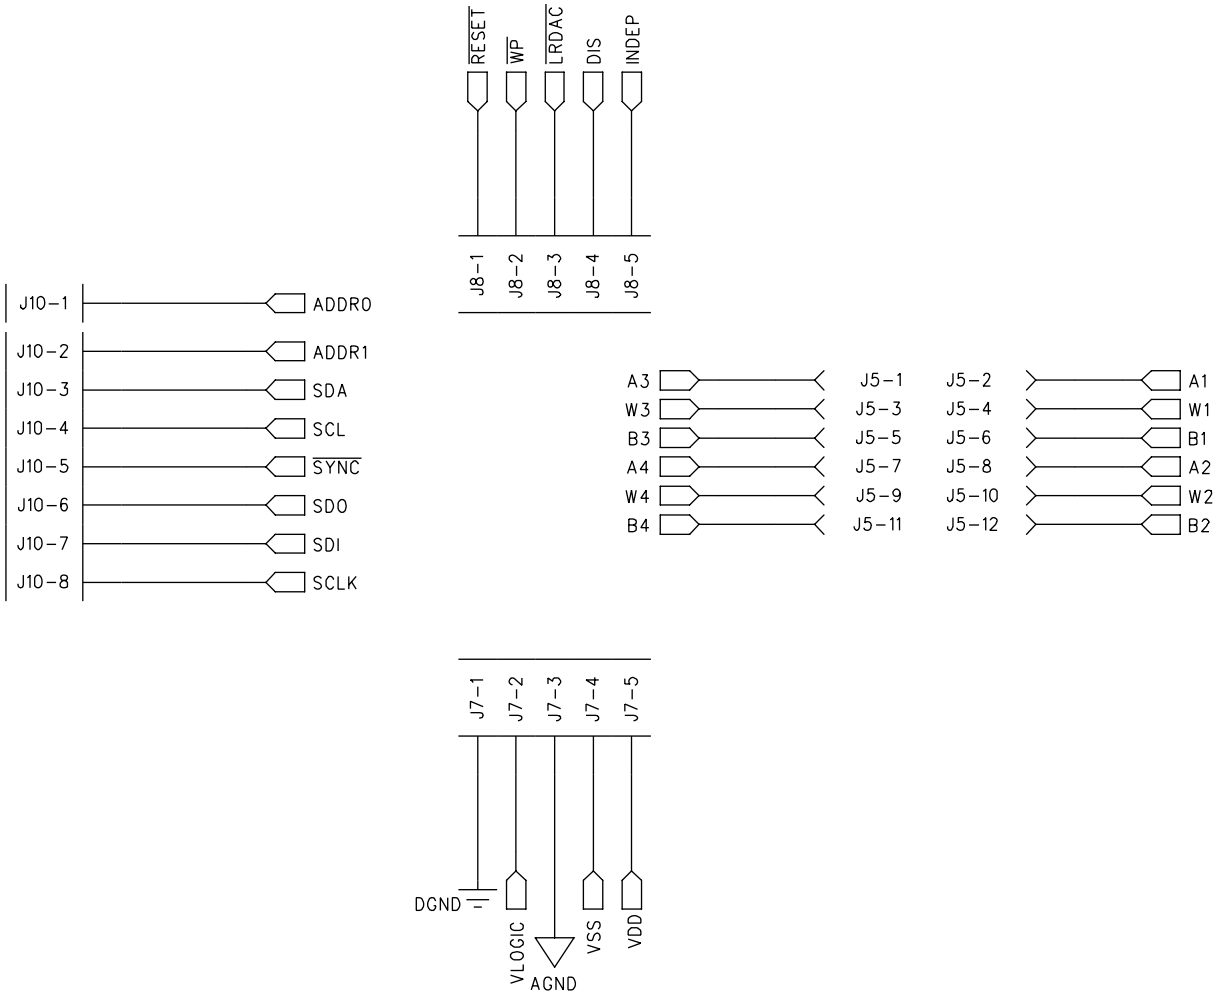 RESET
WP
LRDAC
DIS
INDEP
J8-1
J8-2
J8-3
J8-4
J8-5
J10-1 ADDR0
J10-2 ADDR1
J10-3 SDA
J10-4 SCL
J10-5 SYNC
J10-6 SDO
J10-7 SDI
J10-8 SCLK
A3 J5-1 J5-2 A1
W3 J5-3 J5-4 W1
B3 J5-5 J5-6 B1
A4 J5-7 J5-8 A2
W4 J5-9 J5-10 W2
B4 J5-11 J5-12 B2
J7-1
J7-2
J7-3
J7-4
J7-5
DGND
VLOGIC
AGND
VSS
VDD